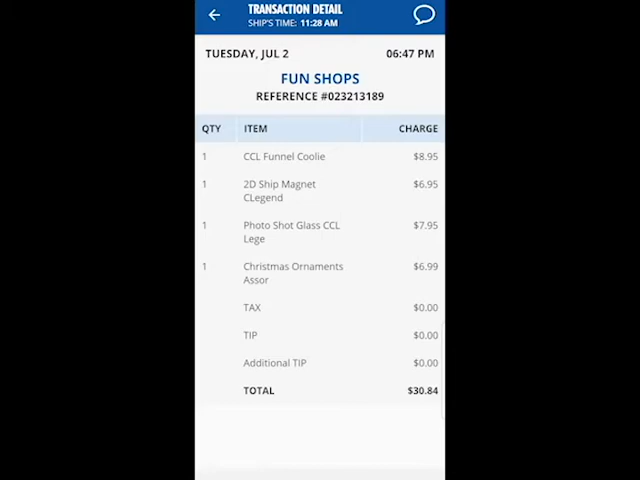 TRANSACTION DETAIL
SHIP'S TIME: 11:28 AM
TUESDAY, JUL 2 06:47 PM
FUN SHOPS
REFERENCE #023213189
QTY ITEM CHARGE
1 CCL Funnel Coolie $8.95
1 2D Ship Magnet $6.95
CLegend
1 Photo Shot Glass CCL $7.95
Lege
1 Christmas Ornaments $6.99
Assor
TAX $0.00
TIP $0.00
Additional TIP $0.00
TOTAL $30.84